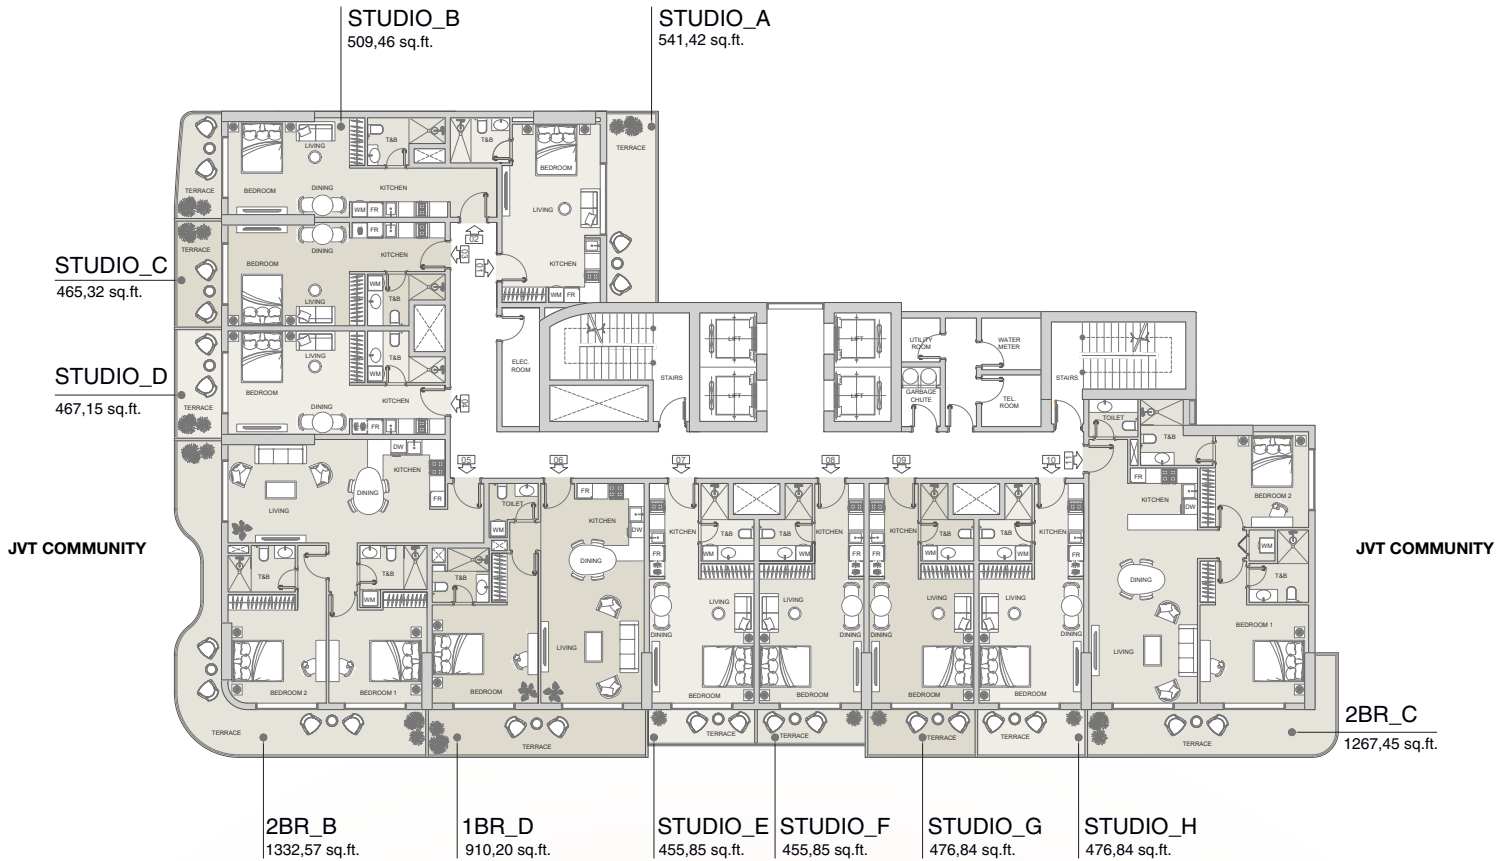 STUDIO_B
509,46 sq.ft.
STUDIO_A
541,42 sq.ft.
TERRACE
BEDROOM
LIVING
DINING
KITCHEN
T&B
WM
FR
02
T&B
BEDROOM
LIVING
KITCHEN
WM
FR
TERRACE
01
STUDIO_C
465,32 sq.ft.
TERRACE
BEDROOM
DINING
LIVING
KITCHEN
FR
WM
T&B
03
STUDIO_D
467,15 sq.ft.
TERRACE
BEDROOM
LIVING
DINING
KITCHEN
T&B
WM
FR
04
ELEC.
ROOM
STAIRS
LIFT
LIFT
LIFT
LIFT
UTILITY
ROOM
WATER
METER
GARBAGE
CHUTE
TEL.
ROOM
STAIRS
05
06
07
08
09
10
11
JVT COMMUNITY
JVT COMMUNITY
LIVING
DINING
KITCHEN
DW
FR
T&B
T&B
WM
BEDROOM 2
BEDROOM 1
TERRACE
TOILET
WM
T&B
BEDROOM
FR
KITCHEN
DW
DINING
LIVING
TERRACE
KITCHEN
FR
T&B
WM
LIVING
DINING
BEDROOM
TERRACE
T&B
WM
KITCHEN
FR
LIVING
DINING
BEDROOM
TERRACE
KITCHEN
FR
T&B
WM
LIVING
DINING
BEDROOM
TERRACE
T&B
WM
KITCHEN
FR
LIVING
DINING
BEDROOM
TERRACE
TOILET
T&B
FR
KITCHEN
DW
DINING
LIVING
BEDROOM 2
WM
T&B
BEDROOM 1
TERRACE
2BR_C
1267,45 sq.ft.
2BR_B
1332,57 sq.ft.
1BR_D
910,20 sq.ft.
STUDIO_E
455,85 sq.ft.
STUDIO_F
455,85 sq.ft.
STUDIO_G
476,84 sq.ft.
STUDIO_H
476,84 sq.ft.